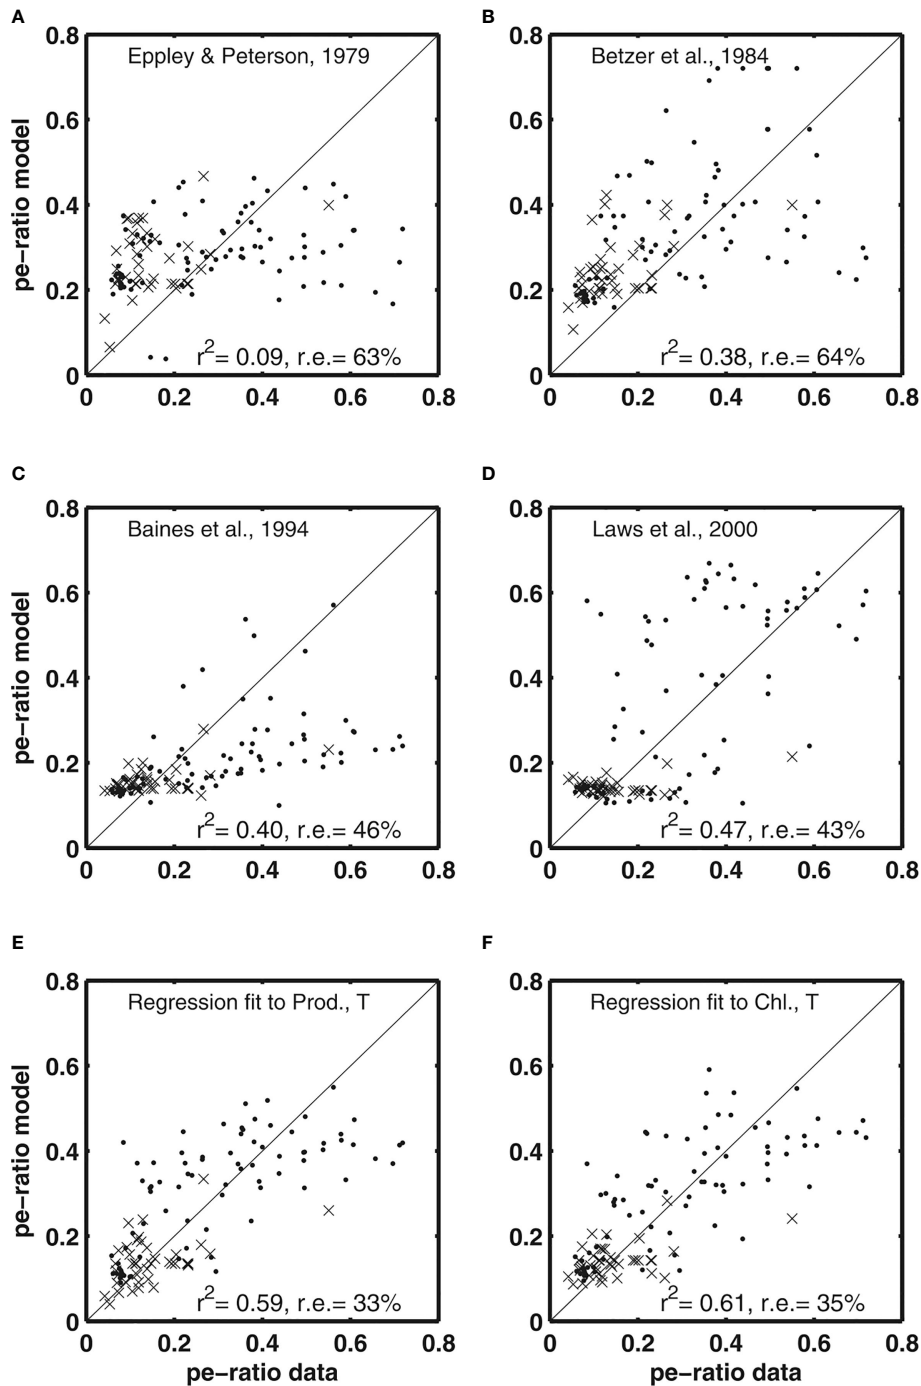 A
B
0.8
0.8
Eppley & Peterson, 1979
Betzer et al., 1984
0.6
0.6
pe−ratio model
0.4
0.4
0.2
0.2
r2= 0.09, r.e.= 63%
r2= 0.38, r.e.= 64%
0
0
0 0.2 0.4 0.6 0.8
0 0.2 0.4 0.6 0.8
C
D
0.8
0.8
Baines et al., 1994
Laws et al., 2000
0.6
0.6
pe−ratio model
0.4
0.4
0.2
0.2
r2= 0.40, r.e.= 46%
r2= 0.47, r.e.= 43%
0
0
0 0.2 0.4 0.6 0.8
0 0.2 0.4 0.6 0.8
E
F
0.8
0.8
Regression fit to Prod., T
Regression fit to Chl., T
0.6
0.6
pe−ratio model
0.4
0.4
0.2
0.2
r2= 0.59, r.e.= 33%
r2= 0.61, r.e.= 35%
0
0
0 0.2 0.4 0.6 0.8
0 0.2 0.4 0.6 0.8
pe−ratio data
pe−ratio data